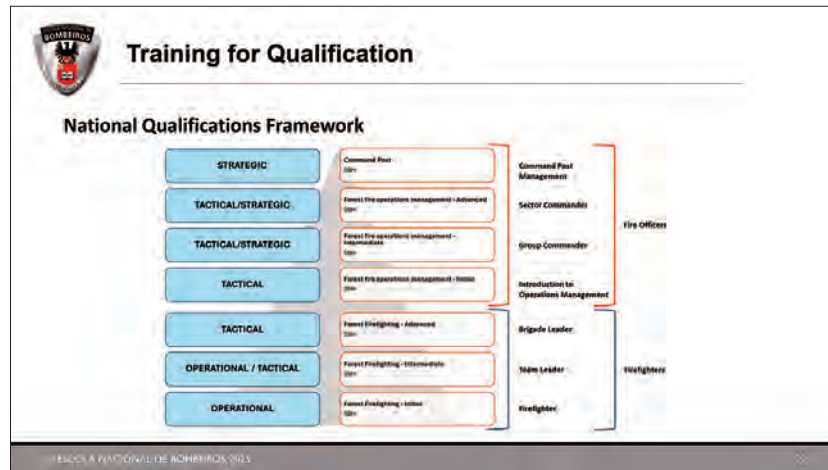 BOMBEIROS
Training for Qualification
National Qualifications Framework
STRATEGIC
Command Post
Command Post
Management
TACTICAL/STRATEGIC
Forest fire operations management - Advanced
Sector Commander
TACTICAL/STRATEGIC
Forest fire operations management -
Intermediate
Group Commander
Fire Officers
TACTICAL
Forest fire operations management - Initial
Introduction to
Operations Management
TACTICAL
Forest Firefighting - Advanced
Brigade Leader
OPERATIONAL / TACTICAL
Forest Firefighting - Intermediate
Team Leader
Firefighters
OPERATIONAL
Forest Firefighting - Initial
Firefighter
ESCOLA NACIONAL DE BOMBEIROS, 2025